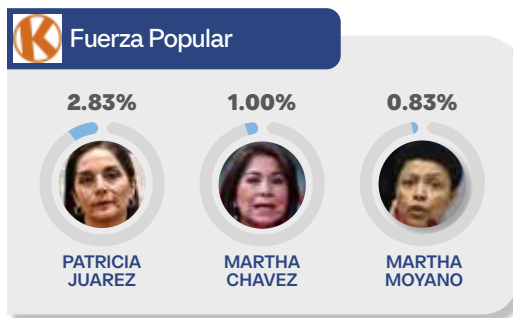 K Fuerza Popular
2.83% 1.00% 0.83%
PATRICIA
JUAREZ
MARTHA
CHAVEZ
MARTHA
MOYANO